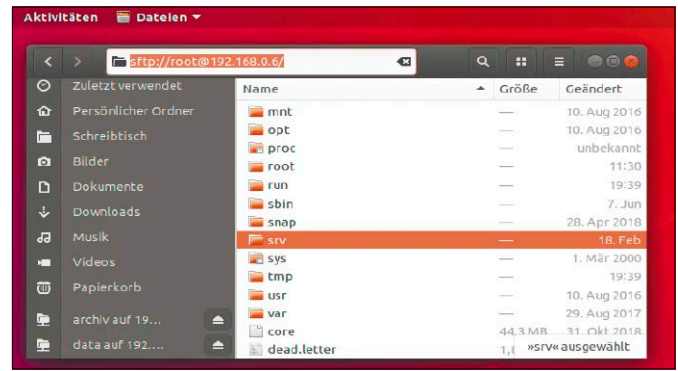 Aktivitäten Dateien
sftp://root@192.168.0.6/
Zuletzt verwendet
Persönlicher Ordner
Schreibtisch
Bilder
Dokumente
Downloads
Musik
Videos
Papierkorb
archiv auf 19...
data auf 192....
Name Größe Geändert
mnt — 10. Aug 2016
opt — 10. Aug 2016
proc — unbekannt
root — 11:30
run — 19:39
sbin — 7. Jun
snap — 28. Apr 2018
srv — 18. Feb
sys — 1. Mär 2000
tmp — 19:39
usr — 10. Aug 2016
var — 29. Aug 2017
core 44,3 MB 31. Okt 2018
dead.letter
»srv« ausgewählt